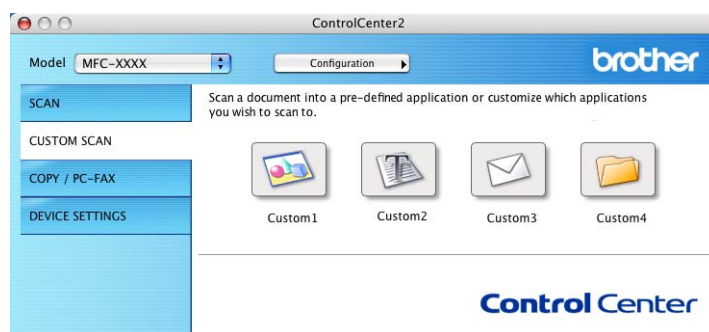 ControlCenter2
Model MFC-XXXX Configuration
brother
SCAN
CUSTOM SCAN
COPY / PC-FAX
DEVICE SETTINGS
Scan a document into a pre-defined application or customize which applications
you wish to scan to.
Custom1 Custom2 Custom3 Custom4
Control Center